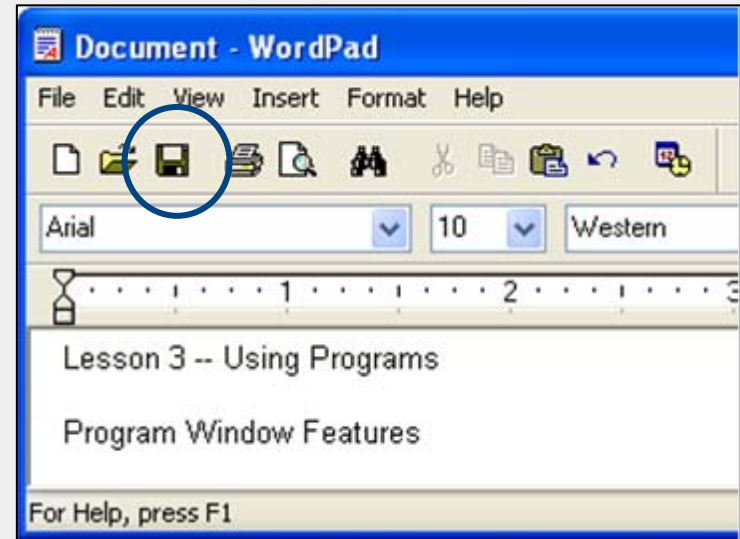 Document - WordPad
File Edit View Insert Format Help
Arial 10 Western
1 2 3
Lesson 3 -- Using Programs
Program Window Features
For Help, press F1